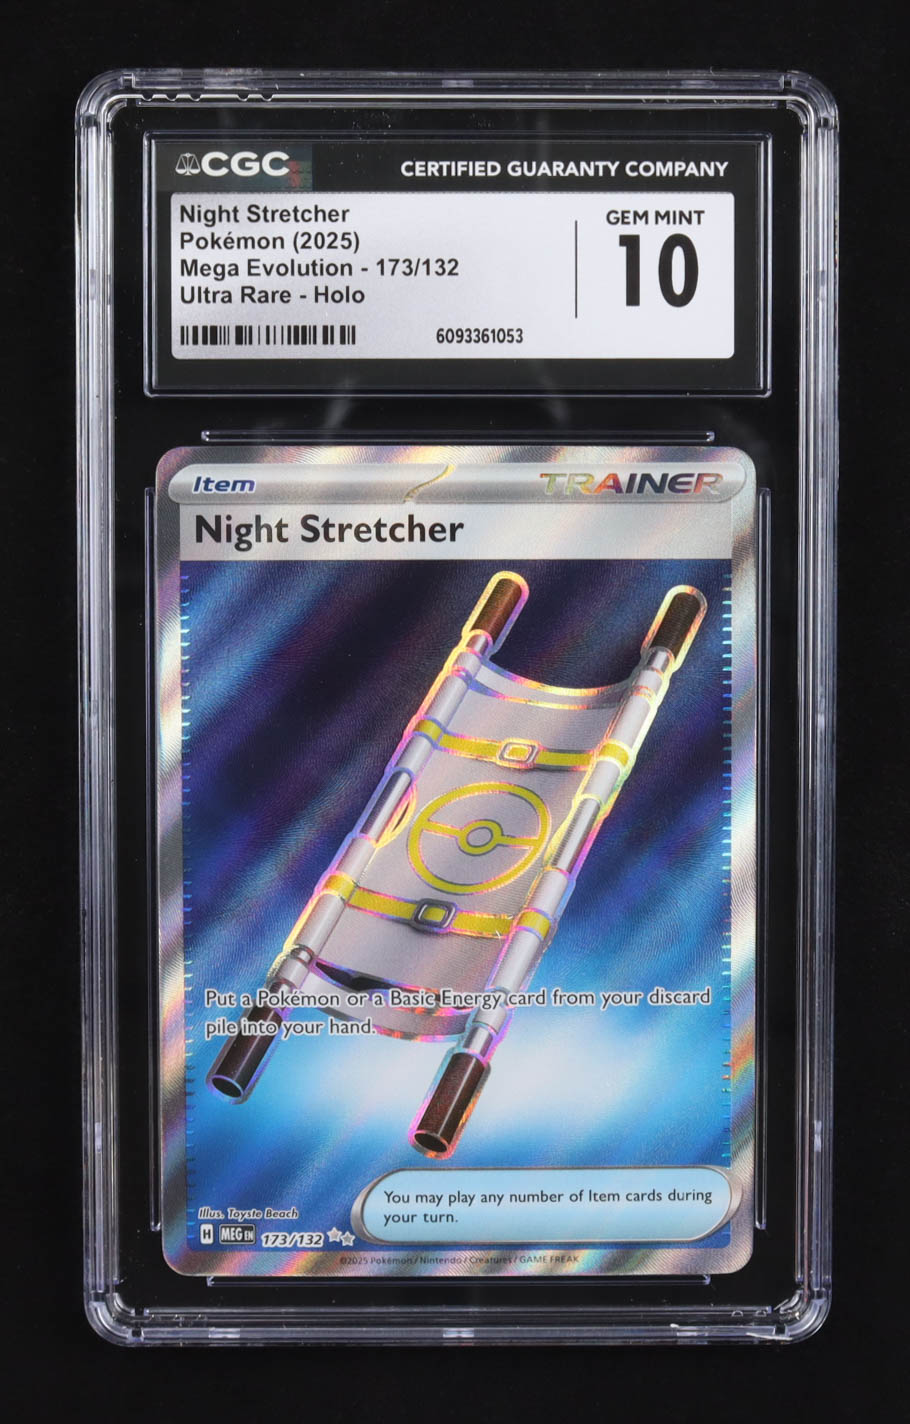 CGC
CERTIFIED GUARANTY COMPANY
Night Stretcher
Pokémon (2025)
Mega Evolution - 173/132
Ultra Rare - Holo
6093361053
GEM MINT
10
Item
TRAINER
Night Stretcher
Put a Pokémon or a Basic Energy card from your discard
pile into your hand.
You may play any number of Item cards during
your turn.
Illus. Toyste Beach
H MEG EN 173/132
©2025 Pokémon / Nintendo / Creatures / GAME FREAK